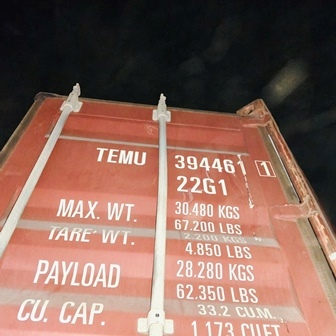 TEMU 394461 1
22G1
MAX. WT. 30.480 KGS
67.200 LBS
TARE WT. 2.200 KGS
4.850 LBS
PAYLOAD 28.280 KGS
62.350 LBS
CU. CAP. 33.2 CU.M.
1.173 CU.FT.